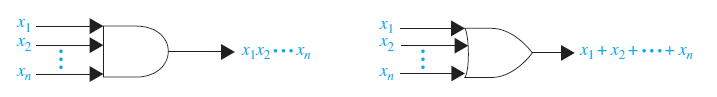 x₁
x₂
⋮
xₙ
x₁x₂ ··· xₙ
x₁
x₂
⋮
xₙ
x₁ + x₂ + ··· + xₙ